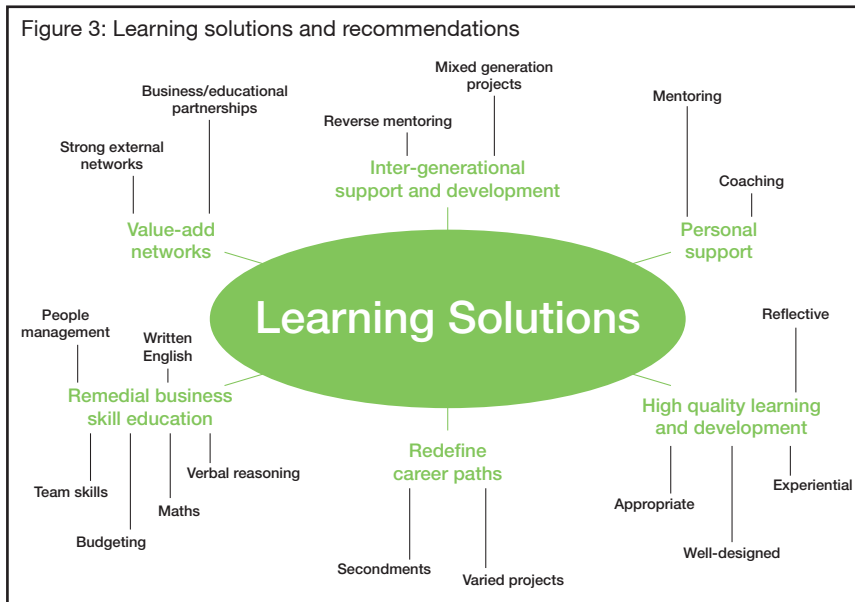 Figure 3: Learning solutions and recommendations
Mixed generation
projects
Business/educational
partnerships
Mentoring
Reverse mentoring
Strong external
networks
Inter-generational
support and development
Coaching
Value-add
networks
Personal
support
Learning Solutions
People
management
Written
English
Reflective
Remedial business
skill education
High quality learning
and development
Redefine
career paths
Verbal reasoning
Team skills
Maths
Budgeting
Experiential
Appropriate
Well-designed
Secondments
Varied projects